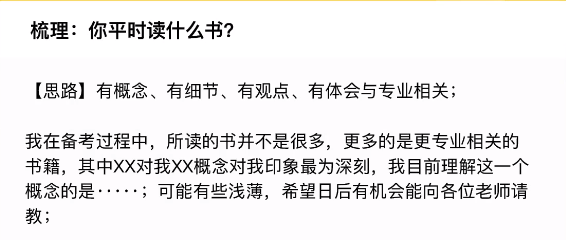 梳理：你平时读什么书？
【思路】有概念、有细节、有观点、有体会与专业相关；
我在备考过程中，所读的书并不是很多，更多的是更专业相关的
书籍，其中XX对我XX概念对我印象最为深刻，我目前理解这一个
概念的是·····；可能有些浅薄，希望日后有机会能向各位老师请
教；